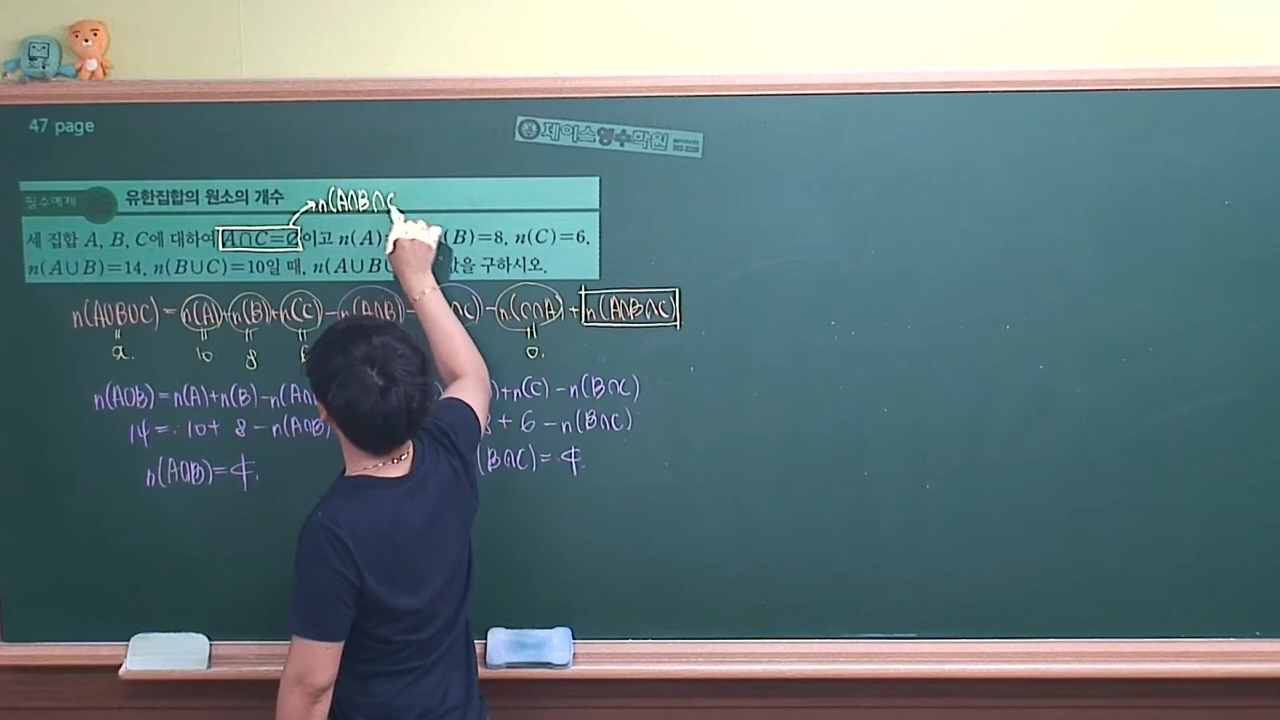 47 page
제이스영수학원
필수예제 유한집합의 원소의 개수
n(A∩B∩C
세 집합 A, B, C에 대하여 A∩C=∅이고 n(A) (B)=8, n(C)=6,
n(A∪B)=14, n(B∪C)=10일 때, n(A∪B∪ 값을 구하시오.
n(A∪B∪C) = n(A)+n(B)+n(C)-n(A∩B)- ∩C)-n(C∩A)+n(A∩B∩C)
x. 10 8 0.
n(A∪B)=n(A)+n(B)-n(A∩ )+n(C)-n(B∩C)
14 = 10+ 8-n(A∩B) + 6 -n(B∩C)
n(A∩B)=4. (B∩C)= 4.